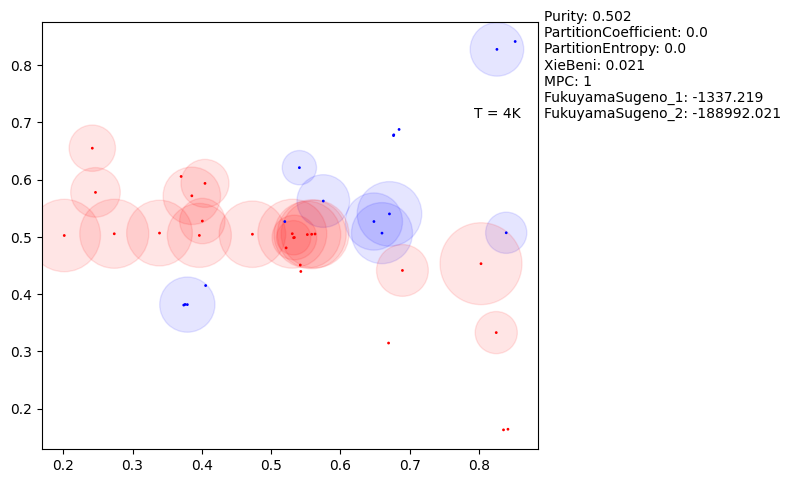 Purity: 0.502
PartitionCoefficient: 0.0
PartitionEntropy: 0.0
XieBeni: 0.021
MPC: 1
FukuyamaSugeno_1: -1337.219
FukuyamaSugeno_2: -188992.021
T = 4K
0.8
0.7
0.6
0.5
0.4
0.3
0.2
0.2 0.3 0.4 0.5 0.6 0.7 0.8